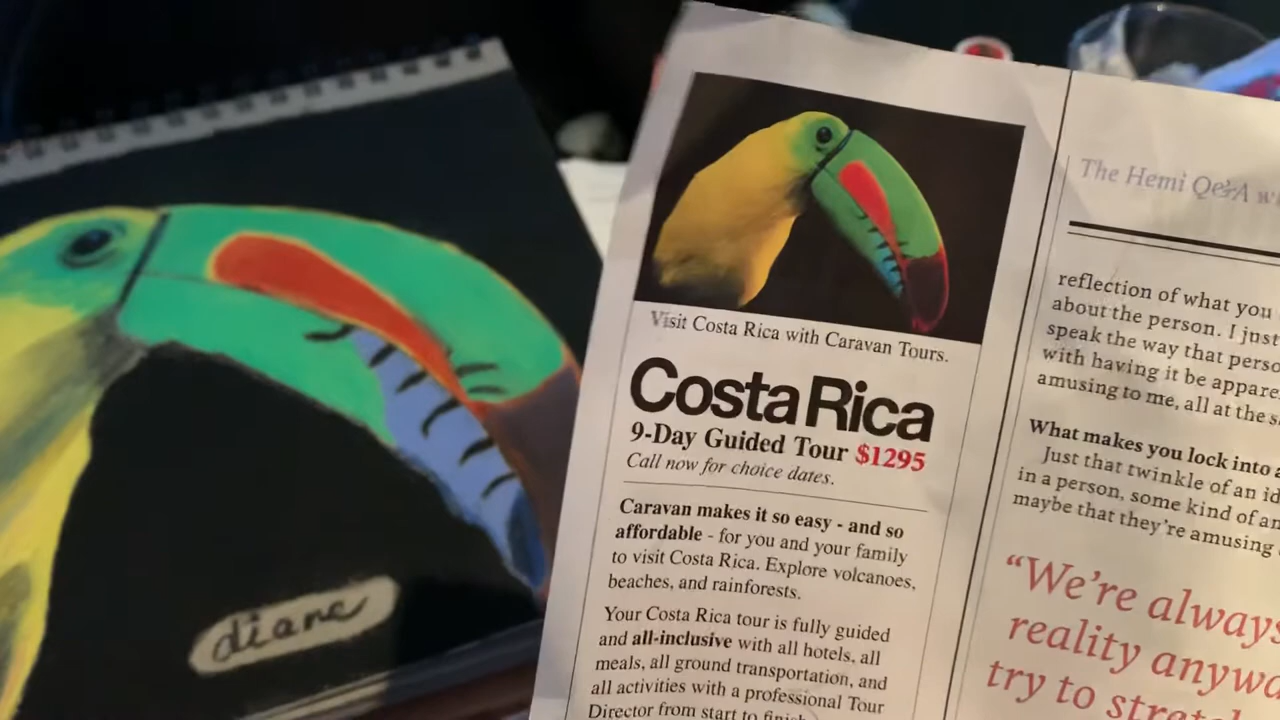 diane
Visit Costa Rica with Caravan Tours.
Costa Rica
9-Day Guided Tour $1295
Call now for choice dates.
Caravan makes it so easy - and so
affordable - for you and your family
to visit Costa Rica. Explore volcanoes,
beaches, and rainforests.
Your Costa Rica tour is fully guided
and all-inclusive with all hotels, all
meals, all ground transportation, and
all activities with a professional Tour
Director from start to finish
The Hemi Q&A
reflection of what you
about the person. I just
speak the way that
with having it be
amusing to me, all at the
What makes you lock into
Just that twinkle of an
in a person, some kind of
maybe that they're amusing
“We're always
reality
try to